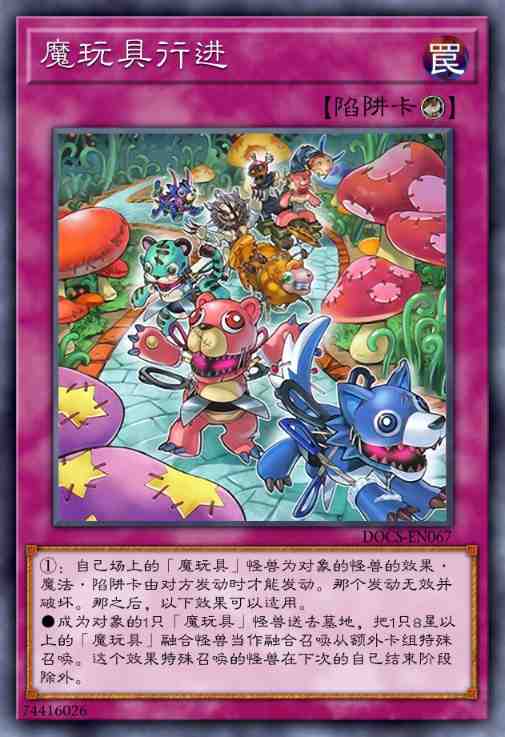 魔玩具行进
罠
【陷阱卡】
DOCS-EN067
①：自己场上的「魔玩具」怪兽为对象的怪兽的效果·
魔法·陷阱卡由对方发动时才能发动。那个发动无效并
破坏。那之后，以下效果可以适用。
●成为对象的1只「魔玩具」怪兽送去墓地，把1只8星以
上的「魔玩具」融合怪兽当作融合召唤从额外卡组特殊
召唤。这个效果特殊召唤的怪兽在下次的自己结束阶段
除外。
74416026